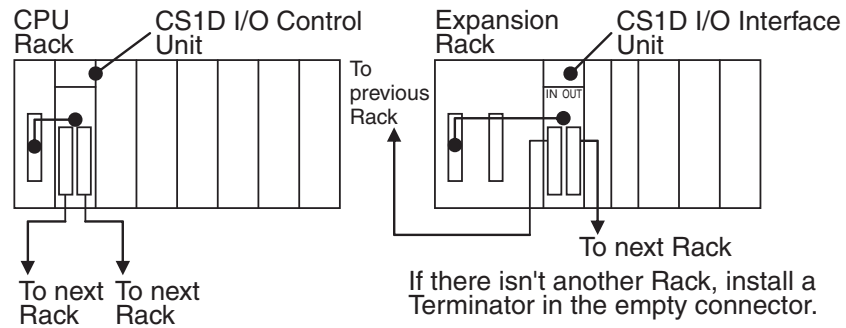 CPU
Rack
CS1D I/O Control
Unit
To next
Rack
To next
Rack
Expansion
Rack
CS1D I/O Interface
Unit
To
previous
Rack
IN OUT
To next Rack
If there isn't another Rack, install a
Terminator in the empty connector.